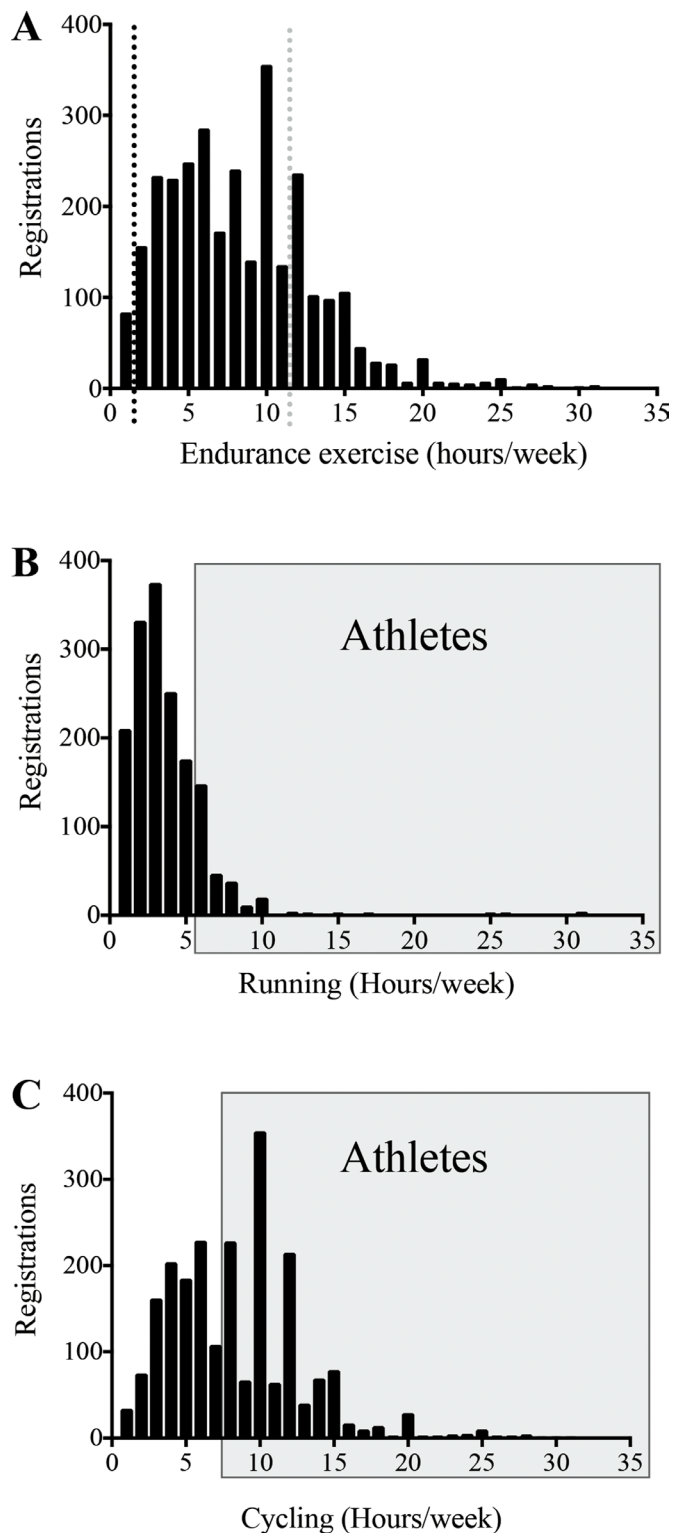 A
400
300
200
100
0
0 5 10 15 20 25 30 35
Registrations
Endurance exercise (hours/week)
B
400
300
200
100
0
0 5 10 15 20 25 30 35
Registrations
Athletes
Running (Hours/week)
C
400
300
200
100
0
0 5 10 15 20 25 30 35
Registrations
Athletes
Cycling (Hours/week)